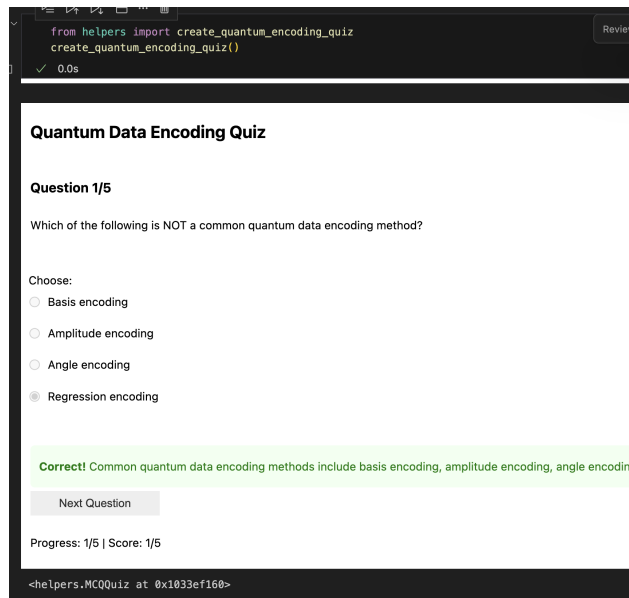 from helpers import create_quantum_encoding_quiz
Review
create_quantum_encoding_quiz()
0.0s
Quantum Data Encoding Quiz
Question 1/5
Which of the following is NOT a common quantum data encoding method?
Choose:
Basis encoding
Amplitude encoding
Angle encoding
Regression encoding
Correct! Common quantum data encoding methods include basis encoding, amplitude encoding, angle
Next Question
Progress: 1/5 | Score: 1/5
<helpers.MCQQuiz at 0x1033ef160>